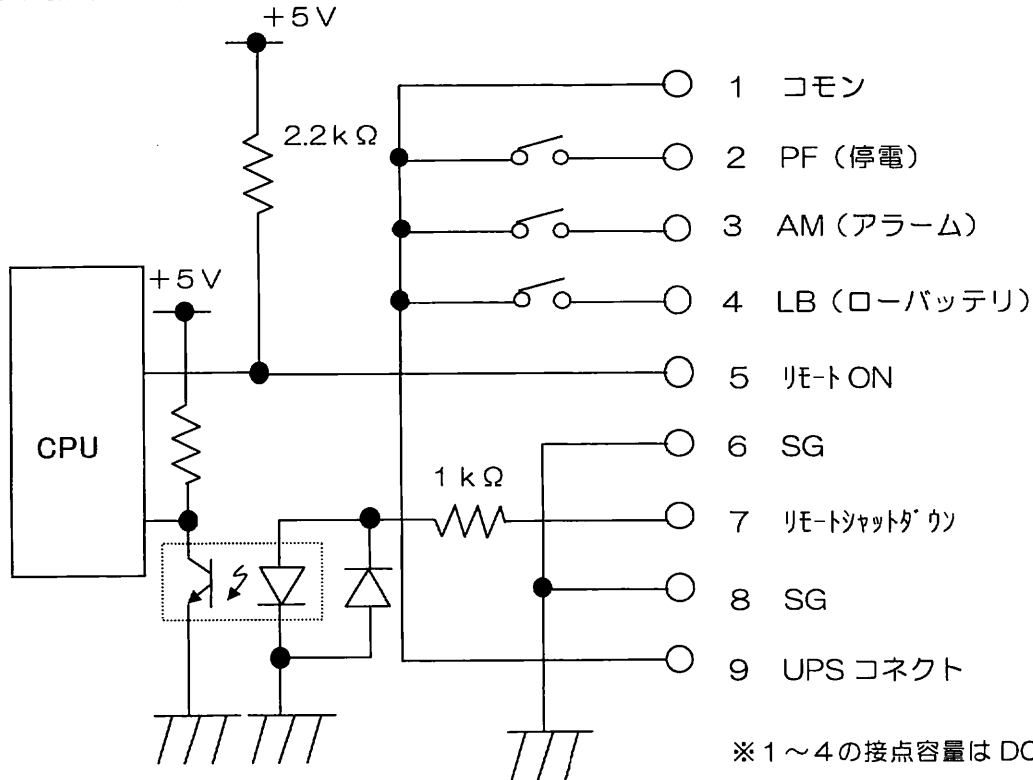 +5V
2.2kΩ
1 コモン
2 PF(停電)
3 AM(アラーム)
+5V
4 LB(ローバッテリ)
5 リモートON
CPU
6 SG
1kΩ
7 リモートシャットダウン
8 SG
9 UPSコネクト
※1~4の接点容量はDC